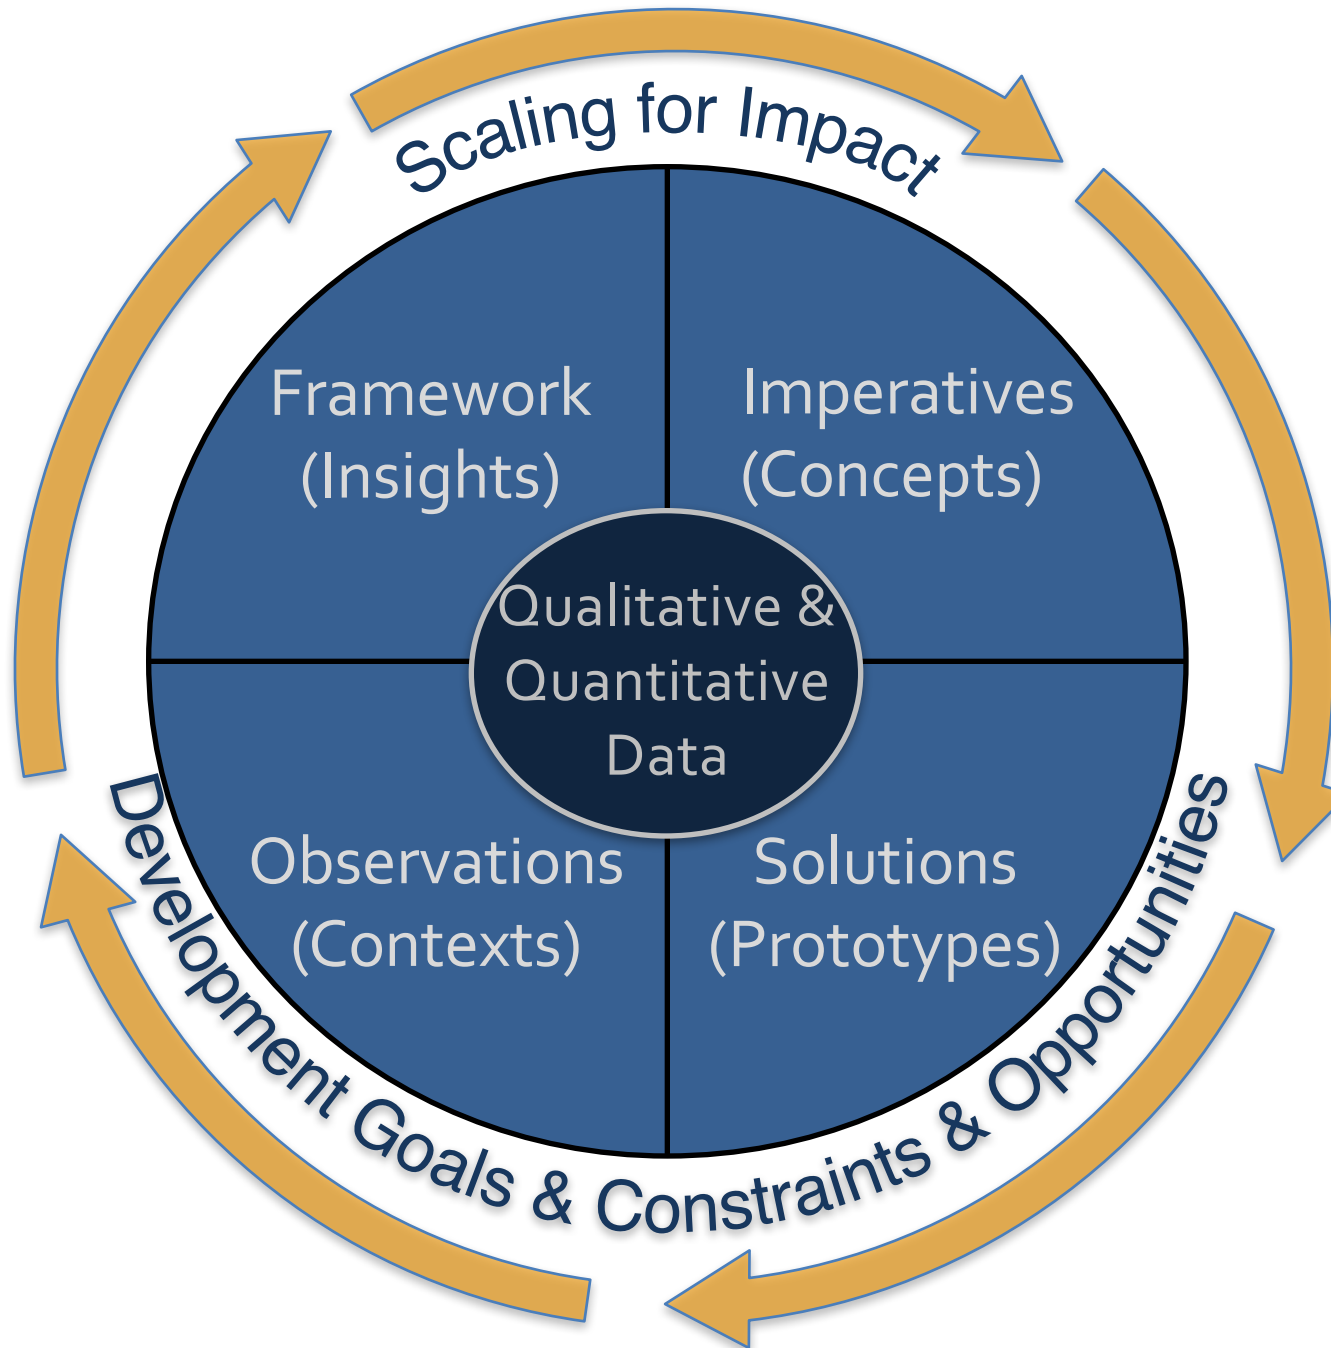 Scaling for Impact
Framework
(Insights)
Imperatives
(Concepts)
Qualitative &
Quantitative
Data
Observations
(Contexts)
Solutions
(Prototypes)
Development Goals & Constraints & Opportunities